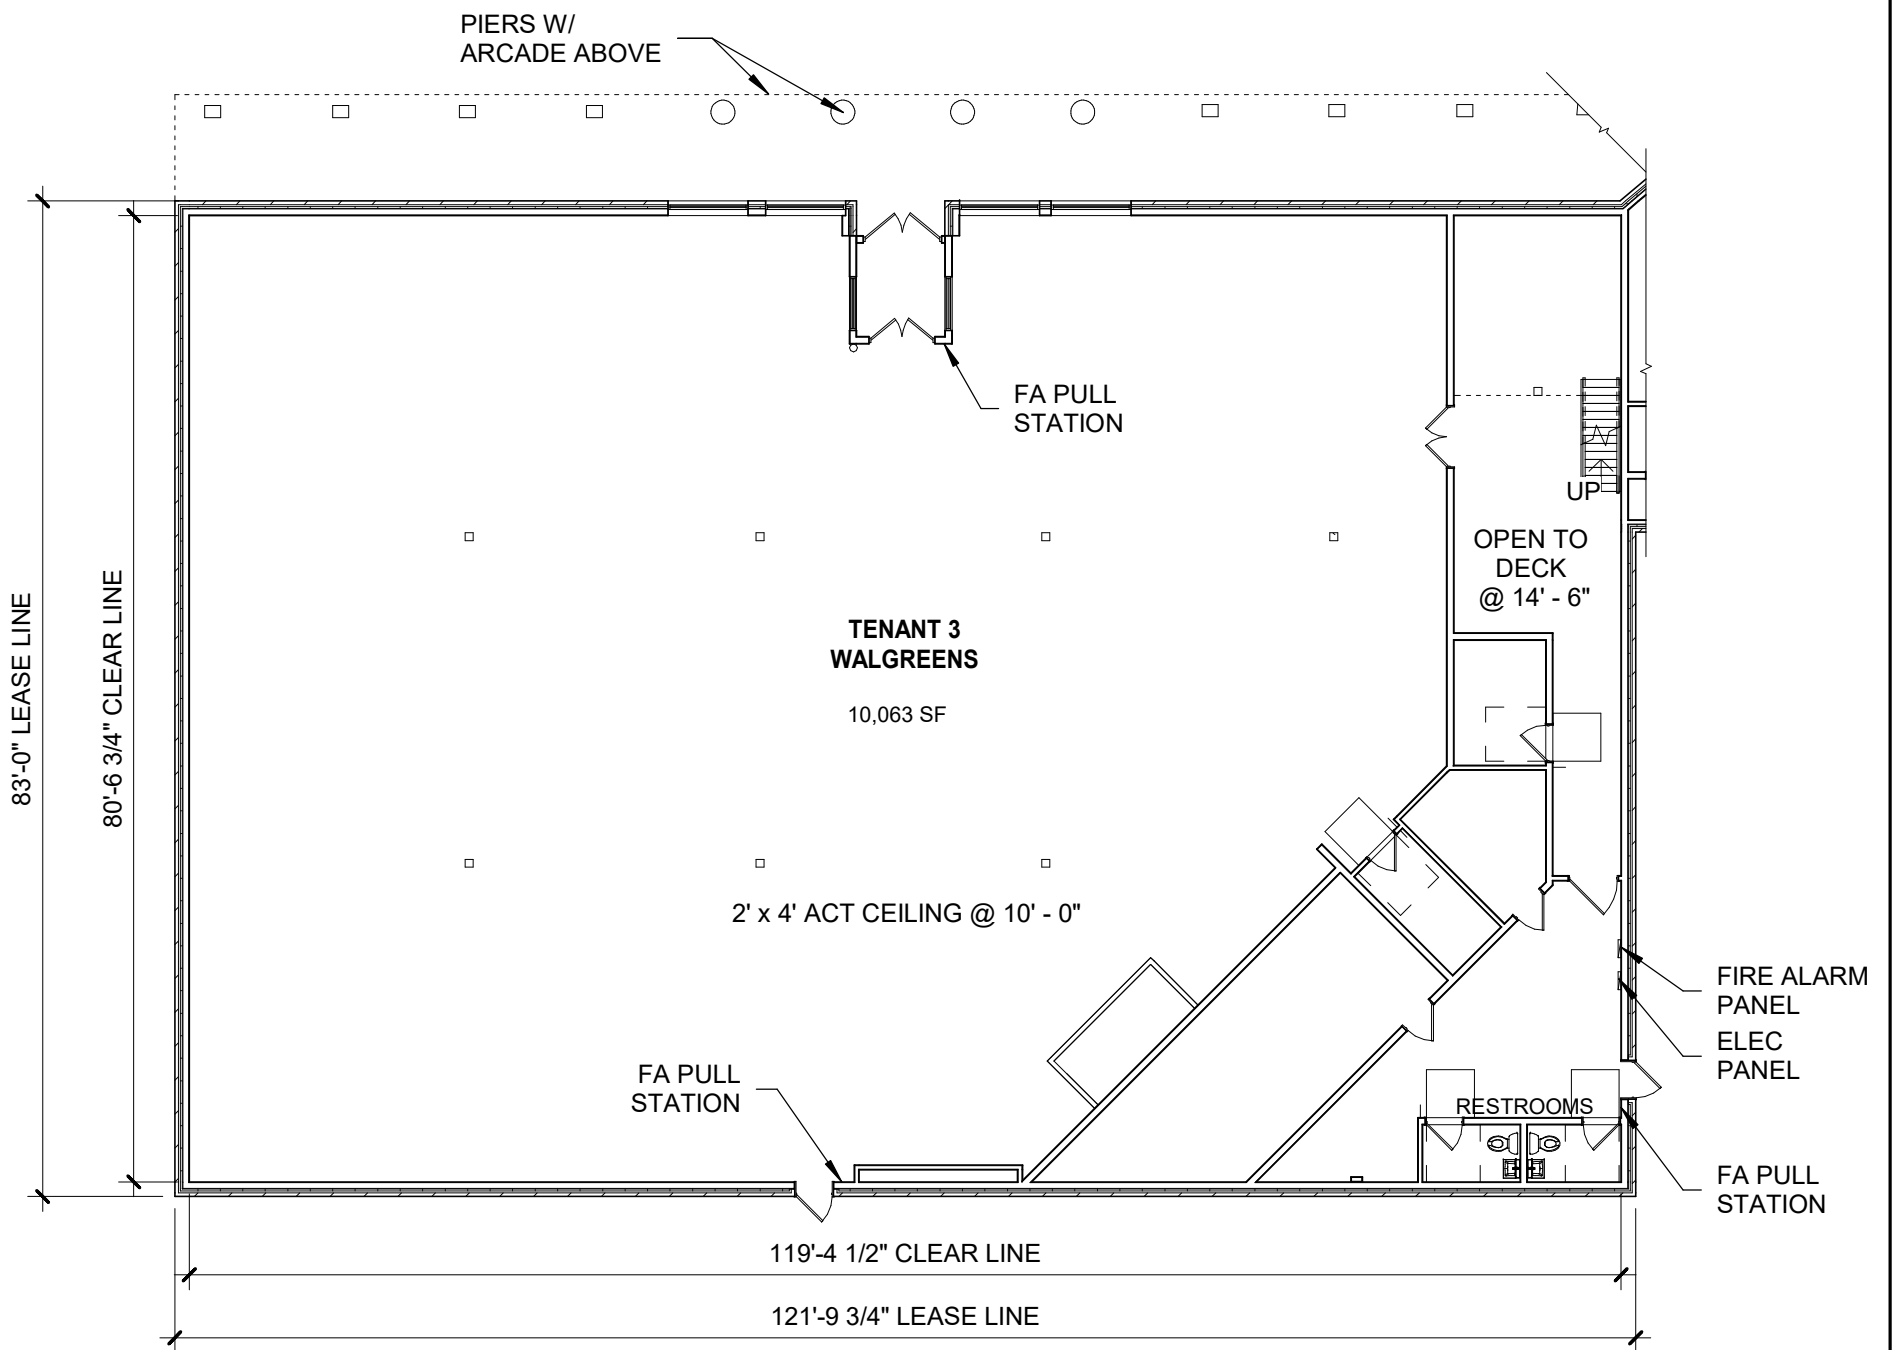 PIERS W/
ARCADE ABOVE
FA PULL
STATION
UP
OPEN TO
DECK
@ 14' - 6"
83'-0" LEASE LINE
80'-6 3/4" CLEAR LINE
TENANT 3
WALGREENS
10,063 SF
2' x 4' ACT CEILING @ 10' - 0"
FIRE ALARM
PANEL
ELEC
PANEL
FA PULL
STATION
RESTROOMS
FA PULL
STATION
119'-4 1/2" CLEAR LINE
121'-9 3/4" LEASE LINE